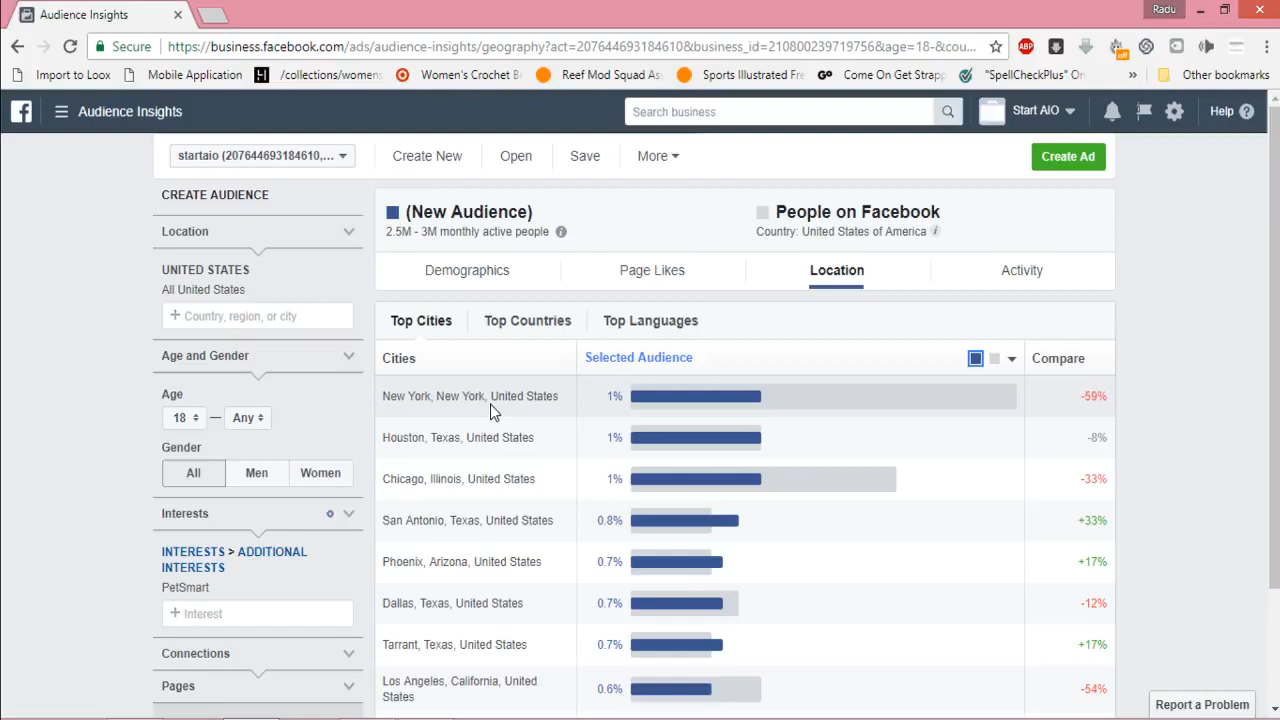 Audience Insights
Radu
Secure
https://business.facebook.com/ads/audience-insights/geography?act=207644693184610&business_id=210800239719756&age=18-&cou...
ABP
off
Import to Loox
Mobile Application
H
/collections/womens
Women's Crochet B
Reef Mod Squad As
Sports Illustrated Fre
GO
Come On Get Strapp
"SpellCheckPlus" On
»
Other bookmarks
Audience Insights
Search business
Start AIO
Help ?
startaio (207644693184610,...
Create New
Open
Save
More
Create Ad
CREATE AUDIENCE
Location
UNITED STATES
All United States
+ Country, region, or city
Age and Gender
Age
18 — Any
Gender
All
Men
Women
Interests
INTERESTS > ADDITIONAL
INTERESTS
PetSmart
+ Interest
Connections
Pages
(New Audience)
2.5M - 3M monthly active people
People on Facebook
Country: United States of America
Demographics
Page Likes
Location
Activity
Top Cities
Top Countries
Top Languages
Cities
Selected Audience
Compare
New York, New York, United States 1% -59%
Houston, Texas, United States 1% -8%
Chicago, Illinois, United States 1% -33%
San Antonio, Texas, United States 0.8% +33%
Phoenix, Arizona, United States 0.7% +17%
Dallas, Texas, United States 0.7% -12%
Tarrant, Texas, United States 0.7% +17%
Los Angeles, California, United
States 0.6% -54%
Report a Problem